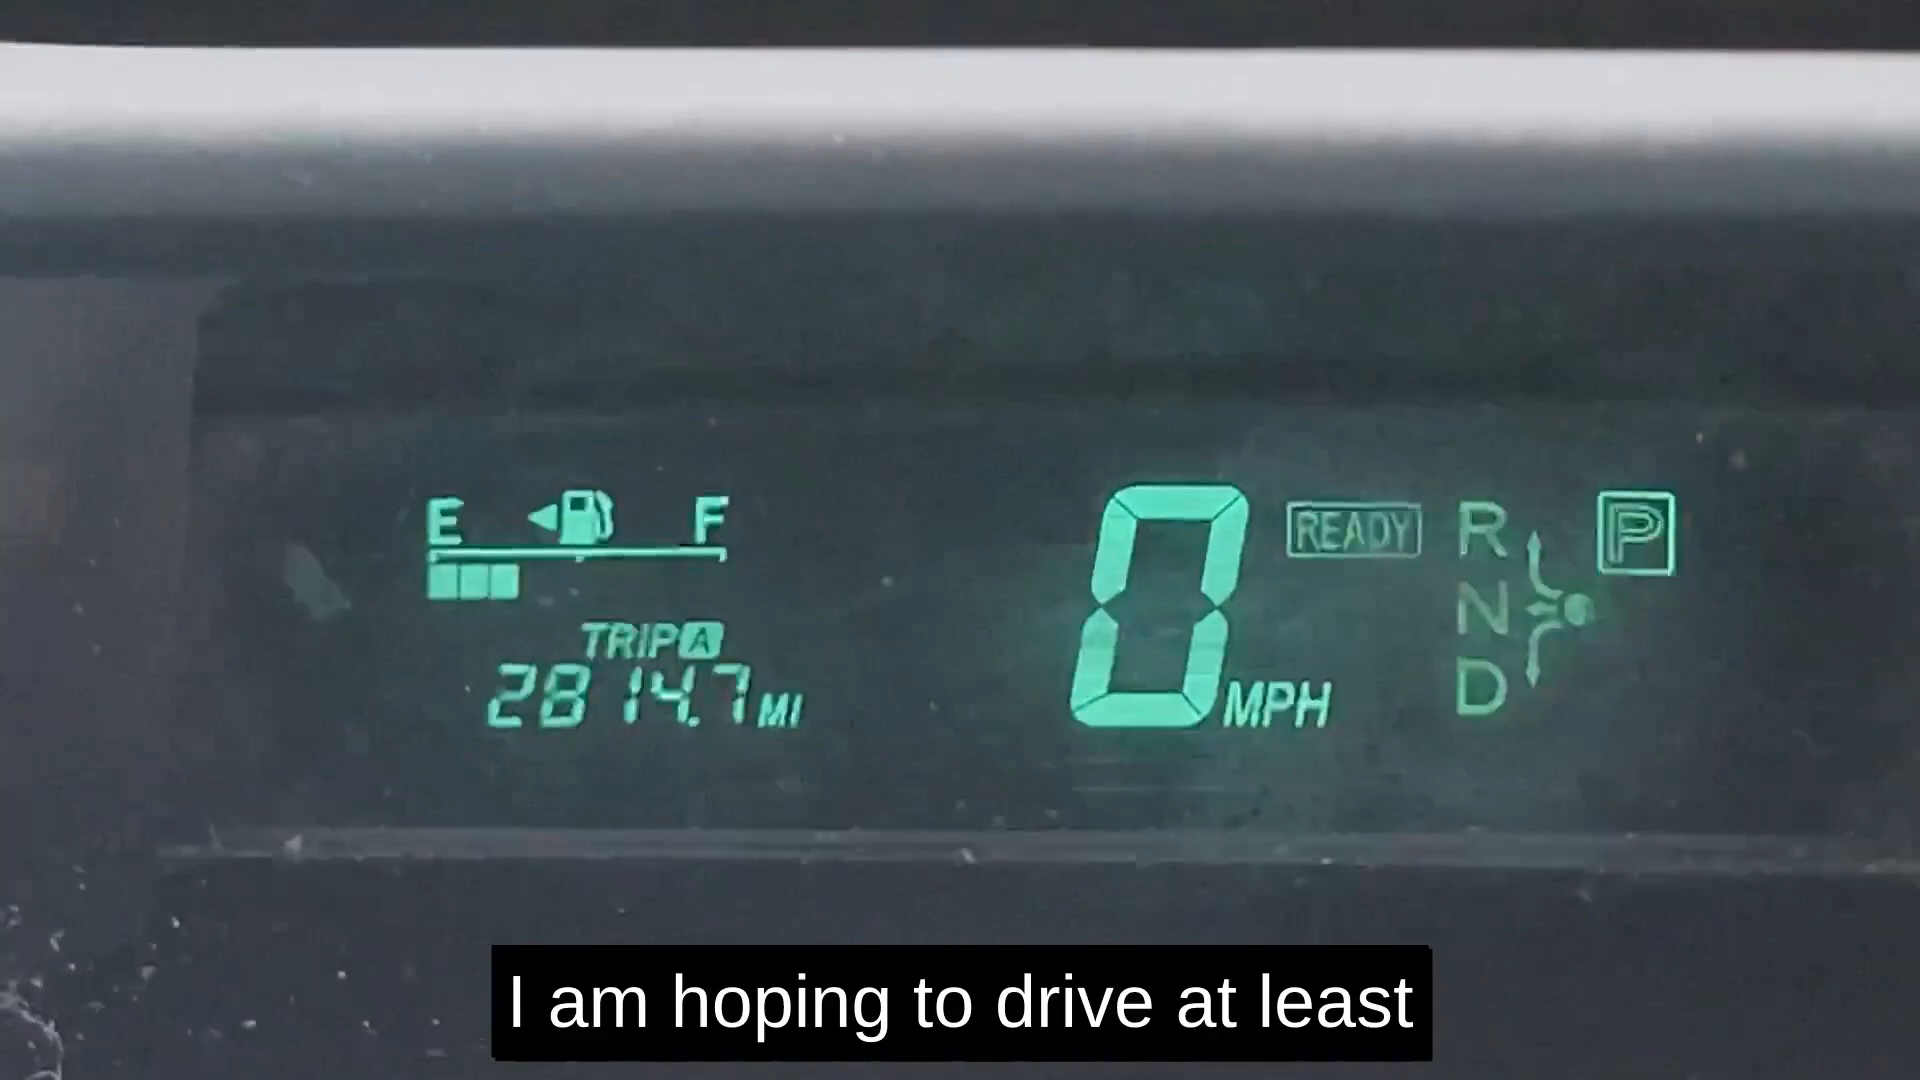 E F
TRIP A
2814.7 MI
0 MPH
READY
R
N
D
P
I am hoping to drive at least